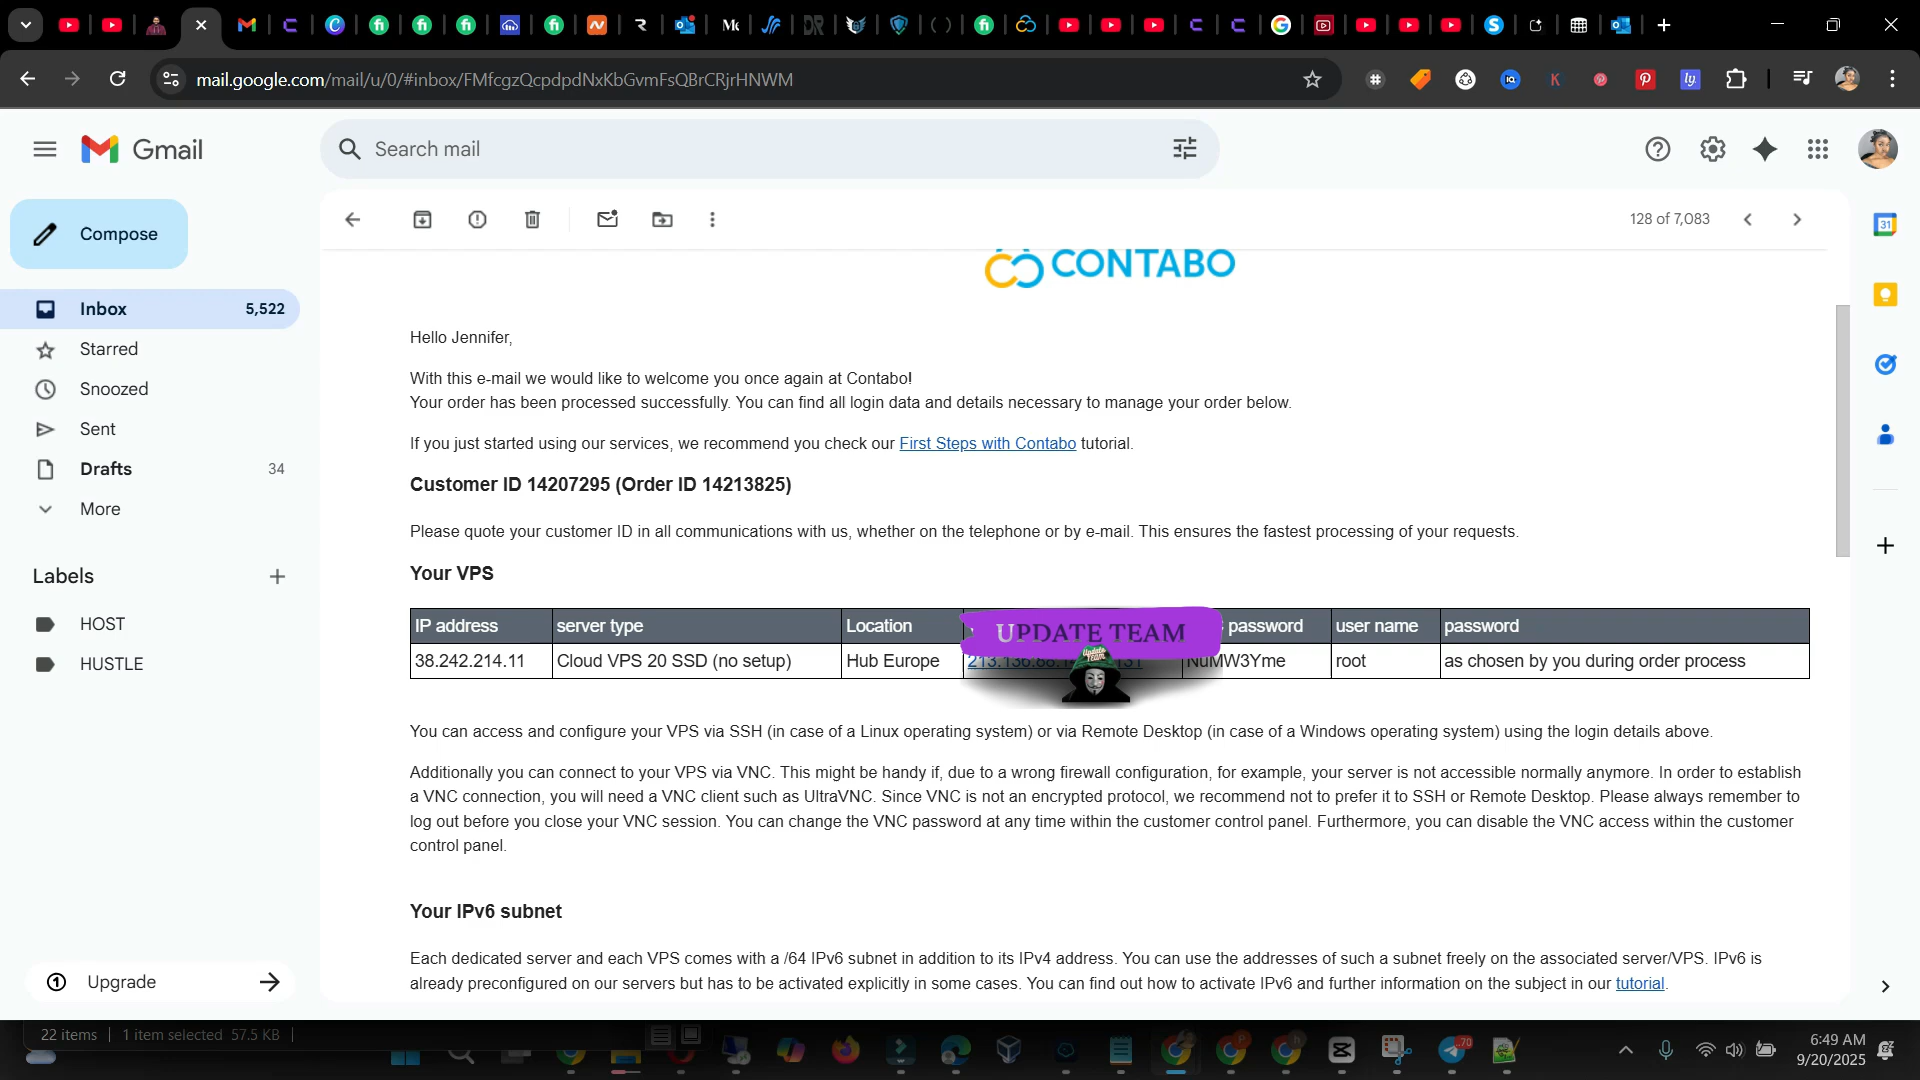 mail.google.com/mail/u/0/#inbox/FMfcgzQcpdpdNxKbGvmFsQBrCRjrHNWM
Gmail
Search mail
Compose
128 of 7,083
Inbox 5,522
Starred
Snoozed
Sent
Drafts 34
More
Labels
HOST
HUSTLE
Upgrade
CONTABO
Hello Jennifer,
With this e-mail we would like to welcome you once again at Contabo!
Your order has been processed successfully. You can find all login data and details necessary to manage your order below.
If you just started using our services, we recommend you check our First Steps with Contabo tutorial.
Customer ID 14207295 (Order ID 14213825)
Please quote your customer ID in all communications with us, whether on the telephone or by e-mail. This ensures the fastest processing of your requests.
Your VPS
IP address server type Location UPDATE TEAM password user name password
38.242.214.11 Cloud VPS 20 SSD (no setup) Hub Europe NuMW3Yme root as chosen by you during order process
Update Team
You can access and configure your VPS via SSH (in case of a Linux operating system) or via Remote Desktop (in case of a Windows operating system) using the login details above.
Additionally you can connect to your VPS via VNC. This might be handy if, due to a wrong firewall configuration, for example, your server is not accessible normally anymore. In order to establish
a VNC connection, you will need a VNC client such as UltraVNC. Since VNC is not an encrypted protocol, we recommend not to prefer it to SSH or Remote Desktop. Please always remember to
log out before you close your VNC session. You can change the VNC password at any time within the customer control panel. Furthermore, you can disable the VNC access within the customer
control panel.
Your IPv6 subnet
Each dedicated server and each VPS comes with a /64 IPv6 subnet in addition to its IPv4 address. You can use the addresses of such a subnet freely on the associated server/VPS. IPv6 is
already preconfigured on our servers but has to be activated explicitly in some cases. You can find out how to activate IPv6 and further information on the subject in our tutorial.
22 items 1 item selected 57.5 KB
70
6:49 AM
9/20/2025